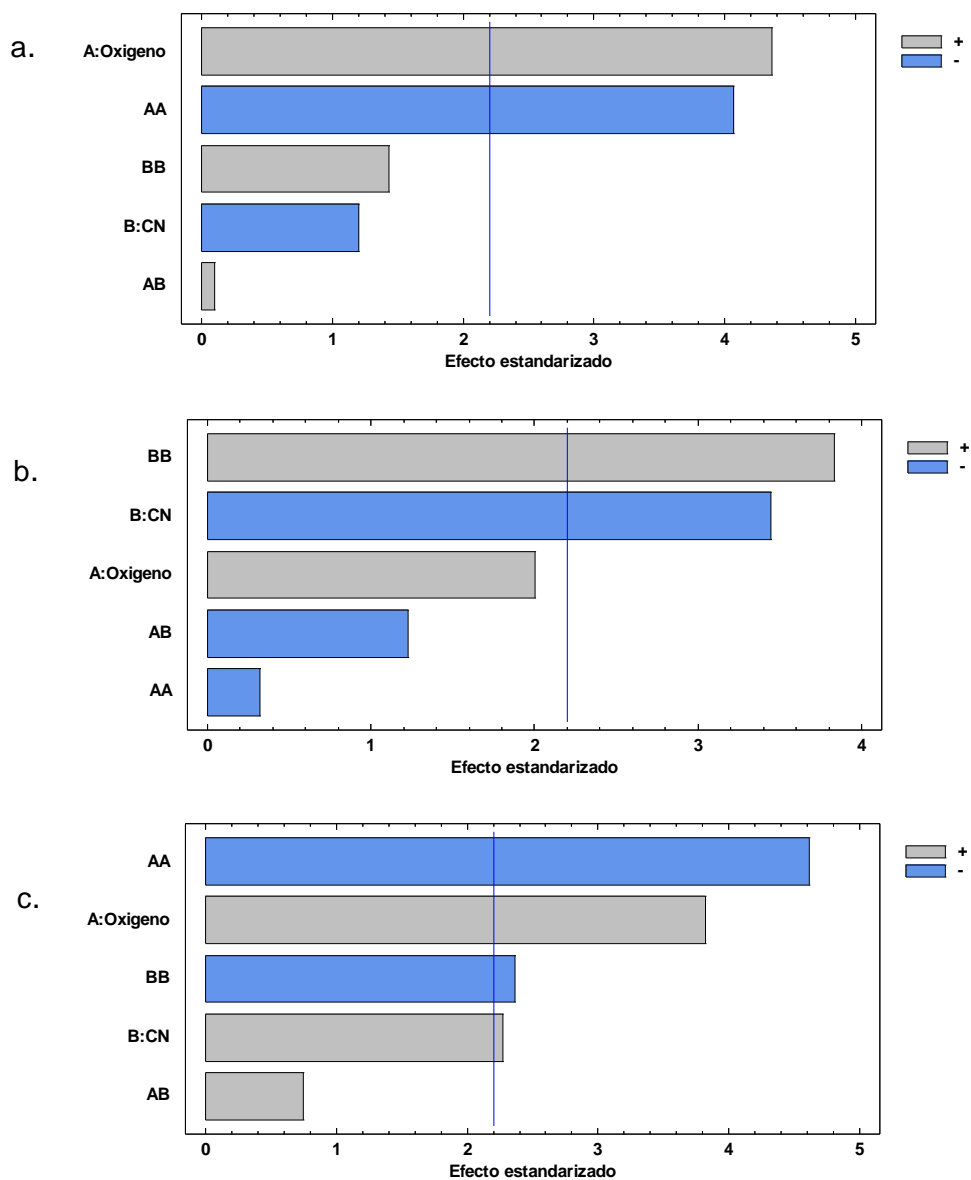 a.
A:Oxigeno
AA
BB
B:CN
AB
+
-
0 1 2 3 4 5
Efecto estandarizado
b.
BB
B:CN
A:Oxigeno
AB
AA
+
-
0 1 2 3 4
Efecto estandarizado
c.
AA
A:Oxigeno
BB
B:CN
AB
+
-
0 1 2 3 4 5
Efecto estandarizado